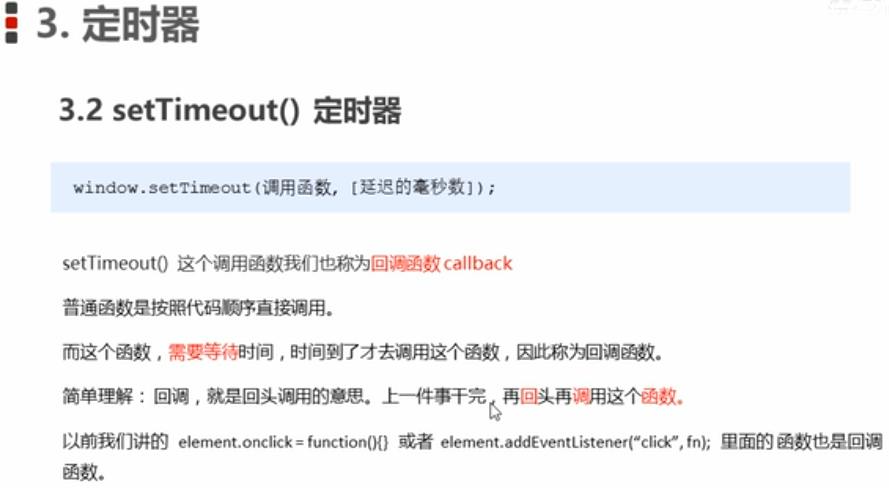 3. 定时器
3.2 setTimeout() 定时器
window.setTimeout(调用函数, [延迟的毫秒数]);
setTimeout() 这个调用函数我们也称为回调函数 callback
普通函数是按照代码顺序直接调用。
而这个函数，需要等待时间，时间到了才去调用这个函数，因此称为回调函数。
简单理解： 回调，就是回头调用的意思。上一件事干完，再回头再调用这个函数。
以前我们讲的 element.onclick = function(){} 或者 element.addEventListener(“click”, fn); 里面的 函数也是回调
函数。